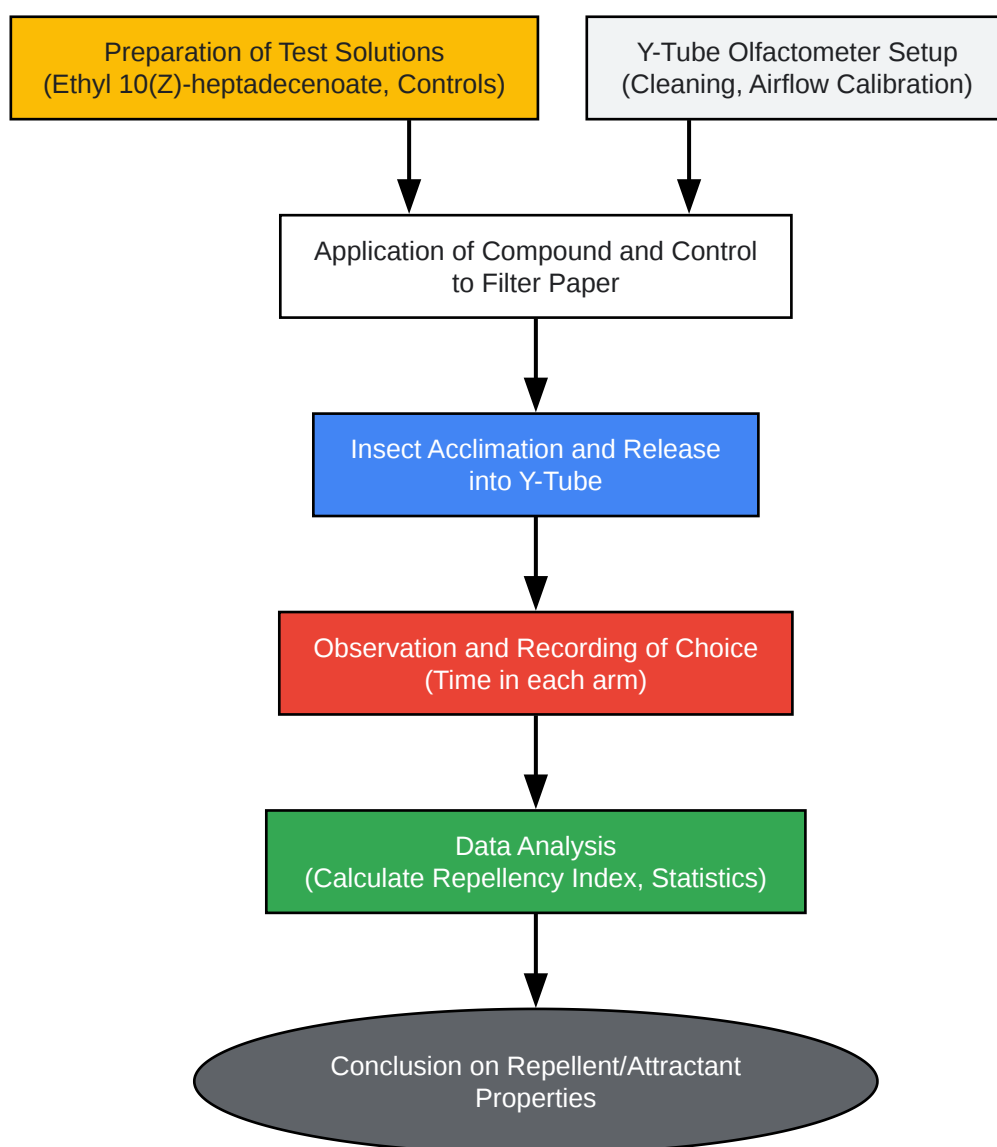 Preparation of Test Solutions
(Ethyl 10(Z)-heptadecenoate, Controls)
Y-Tube Olfactometer Setup
(Cleaning, Airflow Calibration)
Application of Compound and Control
to Filter Paper
Insect Acclimation and Release
into Y-Tube
Observation and Recording of Choice
(Time in each arm)
Data Analysis
(Calculate Repellency Index, Statistics)
Conclusion on Repellent/Attractant
Properties